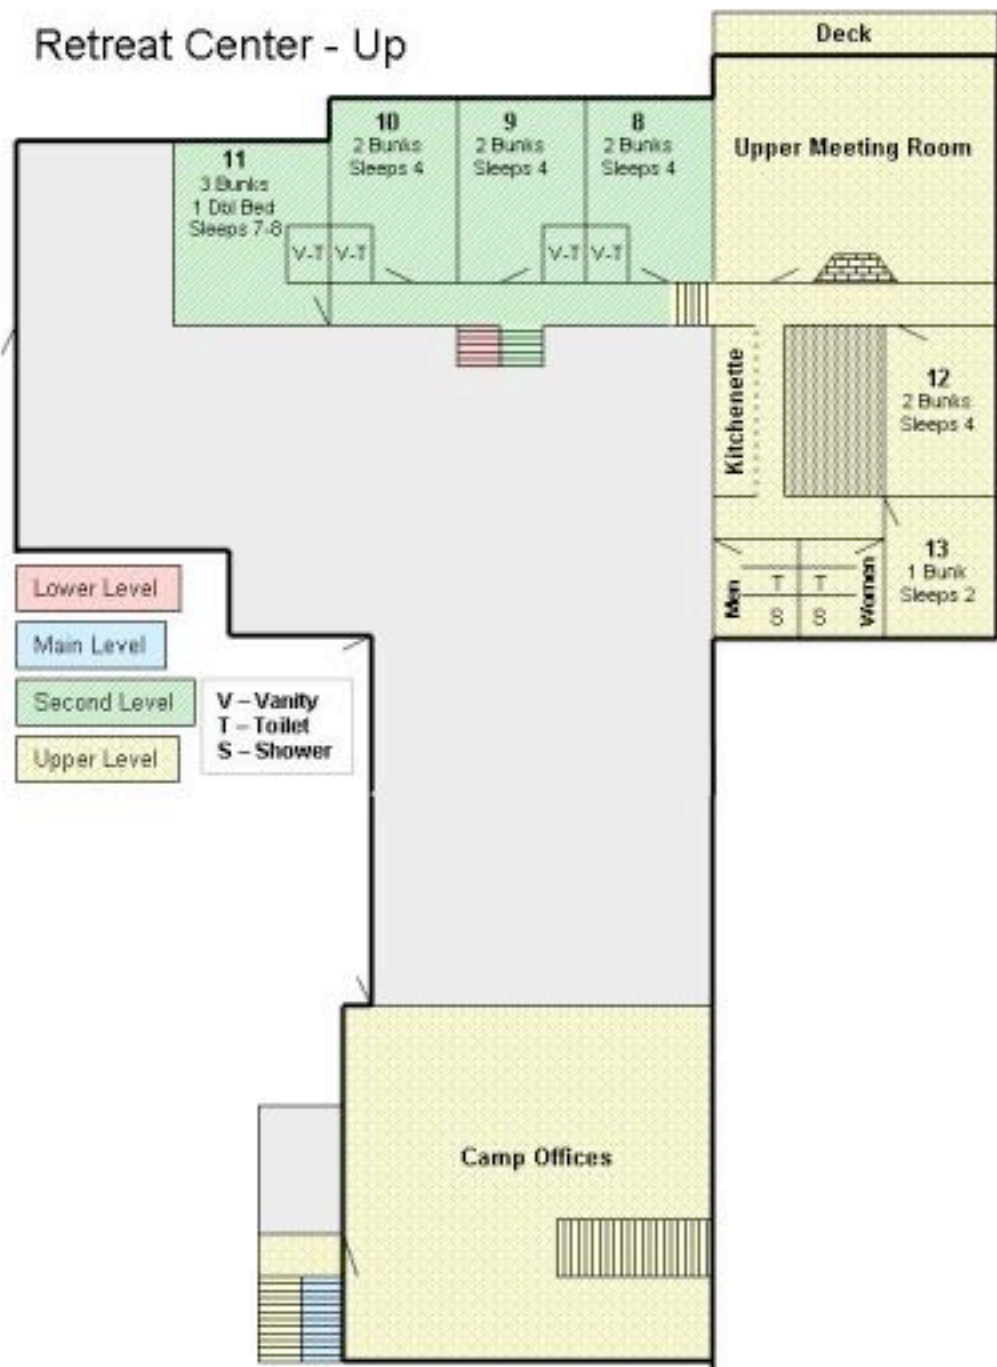 Retreat Center - Up
Deck
Upper Meeting Room
11
3 Bunks
1 Dbl Bed
Sleeps 7-8
10
2 Bunks
Sleeps 4
9
2 Bunks
Sleeps 4
8
2 Bunks
Sleeps 4
V-T
V-T
V-T
V-T
Kitchenette
12
2 Bunks
Sleeps 4
13
1 Bunk
Sleeps 2
Men
T
T
S
S
Women
Lower Level
Main Level
Second Level
Upper Level
V – Vanity
T – Toilet
S – Shower
Camp Offices